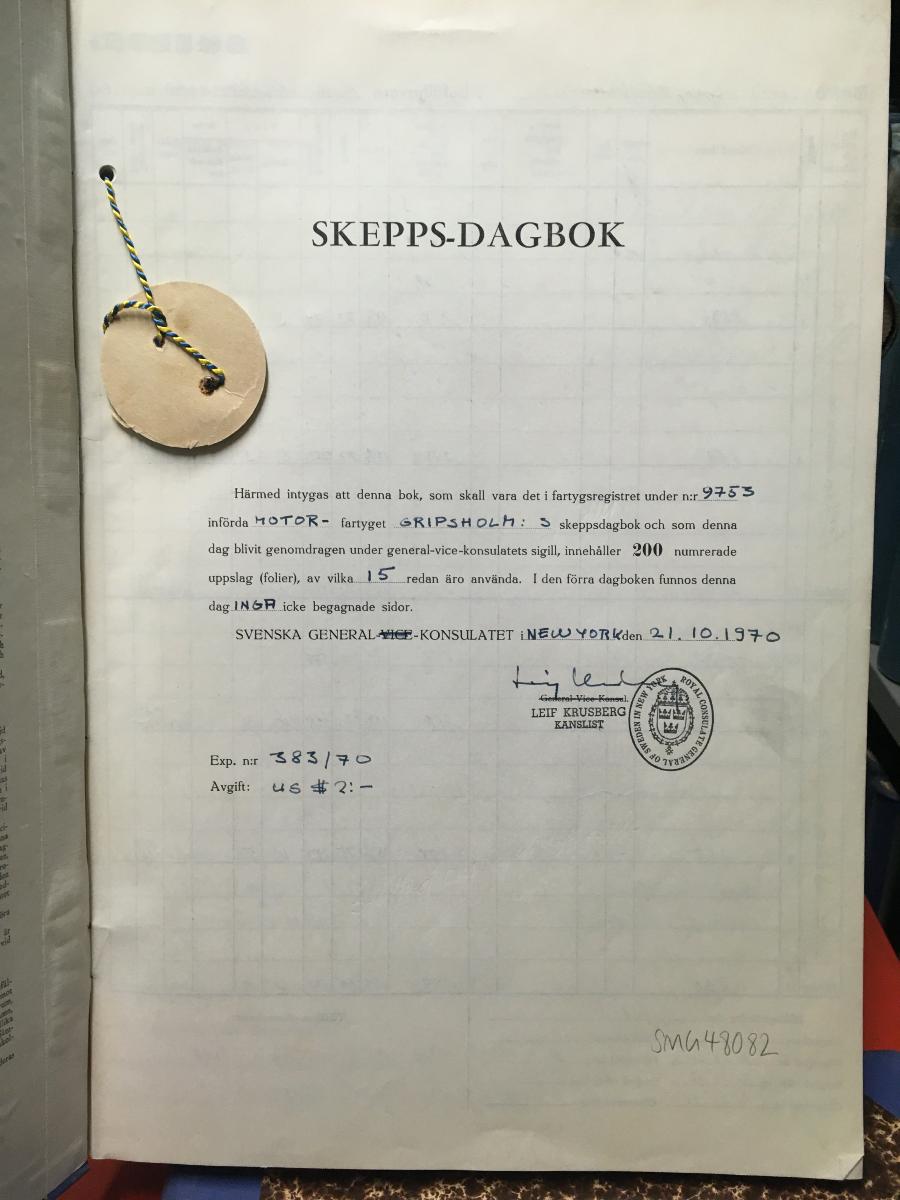 SKEPPS-DAGBOK
Härmed intygas att denna bok, som skall vara det i fartygsregistret under n:r 9753
införda MOTOR- fartyget GRIPSHOLM: S skeppsdagbok och som denna
dag blivit genomdragen under general-vice-konsulatets sigill, innehåller 200 numrerade
uppslag (folier), av vilka 15 redan äro använda. I den förra dagboken funnos denna
dag INGA icke begagnade sidor.
SVENSKA GENERAL-VICE-KONSULATET i NEW YORK den 21.10.1970
General-Vice-Konsul.
LEIF KRUSBERG
KANSLIST
ROYAL CONSULATE GENERAL OF SWEDEN IN NEW YORK
Exp. n:r 383/70
Avgift: US $ 2:-
SMG48082